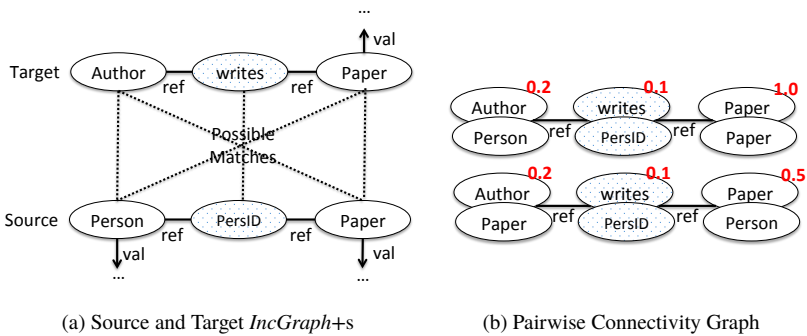 ...
val
Target
Author
writes
Paper
ref
ref
Possible
Matches
Source
Person
PersID
Paper
ref
ref
val
val
...
...
(a) Source and Target IncGraph+s
0.2
0.1
1.0
Author
writes
Paper
Person
ref
PersID
ref
Paper
0.2
0.1
0.5
Author
writes
Paper
Paper
ref
PersID
ref
Person
(b) Pairwise Connectivity Graph